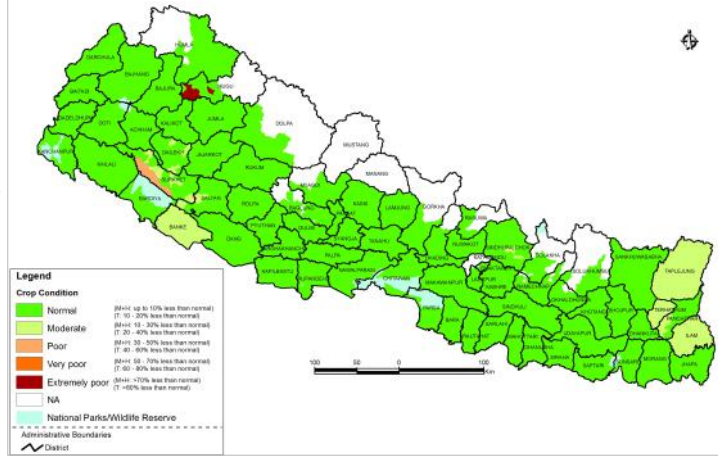 HUMLA
DARCHULA
BAJHANG
BAJURA
MUGU
BAITADI
DADELDHURA
DOTI
ACHHAM
KALIKOT
JUMLA
DOLPA
MUSTANG
KANCHANPUR
KAILALI
DAILEKH
JAJARKOT
RUKUM
MANANG
SURKHET
BARDIYA
SALYAN
ROLPA
MYAGDI
BAGLUNG
KASKI
LAMJUNG
GORKHA
RASUWA
BANKE
DANG
PYUTHAN
GULMI
SYANGJA
TANAHU
DHADING
NUWAKOT
DOLAKHA
SOLUKHUMBU
SANKHUWASABHA
TAPLEJUNG
PALPA
KAPILBASTU
RUPANDEHI
NAWALPARASI
CHITAWAN
MAKAWANPUR
PARSA
BARA
RAUTAHAT
SARLAHI
SINDHULI
RAMECHHAP
OKHALDHUNGA
KHOTANG
BHOJPUR
DHANKUTA
ILAM
UDAYAPUR
SIRAHA
SAPTARI
SUNSARI
MORANG
JHAPA
Legend
Crop Condition
Normal (M+H: up to 10% less than normal)
(T: 10 - 20% less than normal)
Moderate (M+H: 10 - 30% less than normal)
(T: 20 - 40% less than normal)
Poor (M+H: 30 - 50% less than normal)
(T: 40 - 60% less than normal)
Very poor (M+H: 50 - 70% less than normal)
(T: 60 - 80% less than normal)
Extremely poor (M+H: >70% less than normal)
(T: >80% less than normal)
NA
National Parks/Wildlife Reserve
Administrative Boundaries
District
100 50 0 100
Km